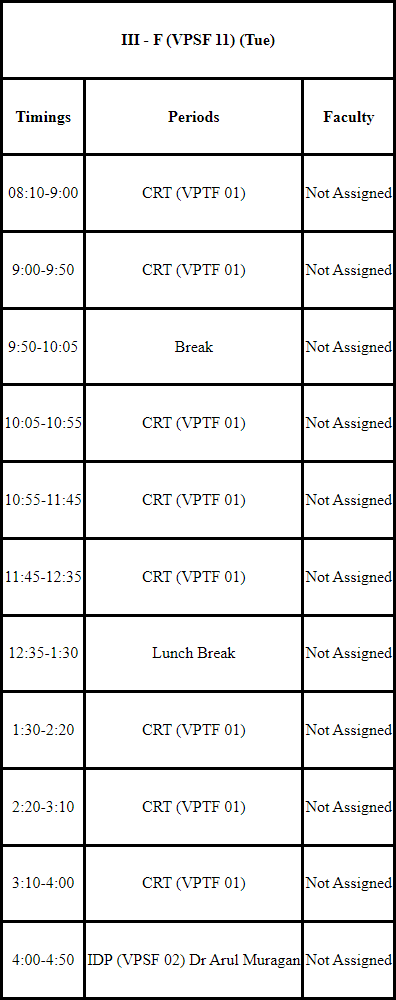 III - F (VPSF 11) (Tue)
Timings Periods Faculty
08:10-9:00 CRT (VPTF 01) Not Assigned
9:00-9:50 CRT (VPTF 01) Not Assigned
9:50-10:05 Break Not Assigned
10:05-10:55 CRT (VPTF 01) Not Assigned
10:55-11:45 CRT (VPTF 01) Not Assigned
11:45-12:35 CRT (VPTF 01) Not Assigned
12:35-1:30 Lunch Break Not Assigned
1:30-2:20 CRT (VPTF 01) Not Assigned
2:20-3:10 CRT (VPTF 01) Not Assigned
3:10-4:00 CRT (VPTF 01) Not Assigned
4:00-4:50 IDP (VPSF 02) Dr Arul Muragan Not Assigned